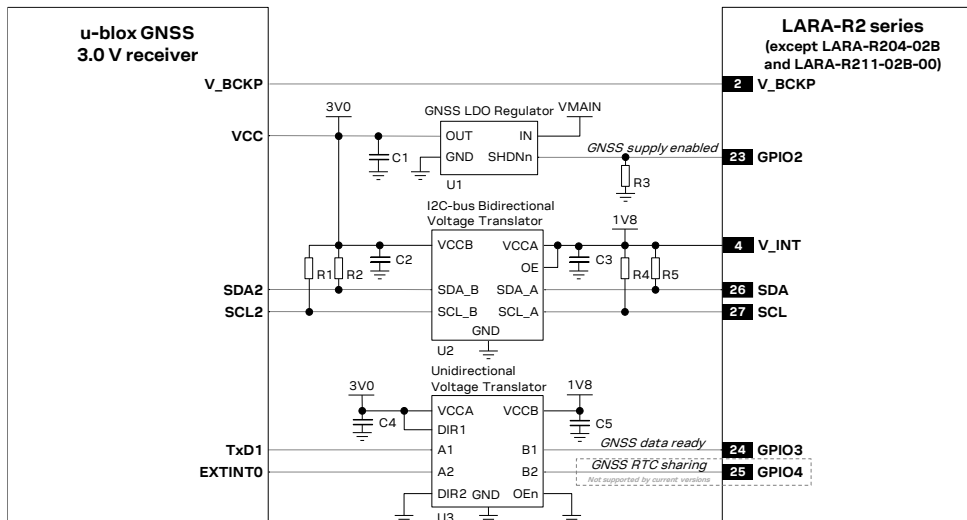 u-blox GNSS
3.0 V receiver
LARA-R2 series
(except LARA-R204-02B
and LARA-R211-02B-00)
V_BCKP
2 V_BCKP
3V0
GNSS LDO Regulator
VMAIN
VCC
OUT
IN
GNSS supply enabled
C1
GND
SHDNn
23 GPIO2
U1
R3
I2C-bus Bidirectional
Voltage Translator
1V8
VCCB
VCCA
4 V_INT
R1
R2
C2
OE
C3
R4
R5
SDA2
SDA_B
SDA_A
26 SDA
SCL2
SCL_B
SCL_A
27 SCL
GND
U2
Unidirectional
Voltage Translator
3V0
1V8
VCCA
VCCB
C4
DIR1
C5
GNSS data ready
TxD1
A1
B1
24 GPIO3
GNSS RTC sharing
EXTINT0
A2
B2
25 GPIO4
Not supported by current versions
DIR2
GND
OEn
U3